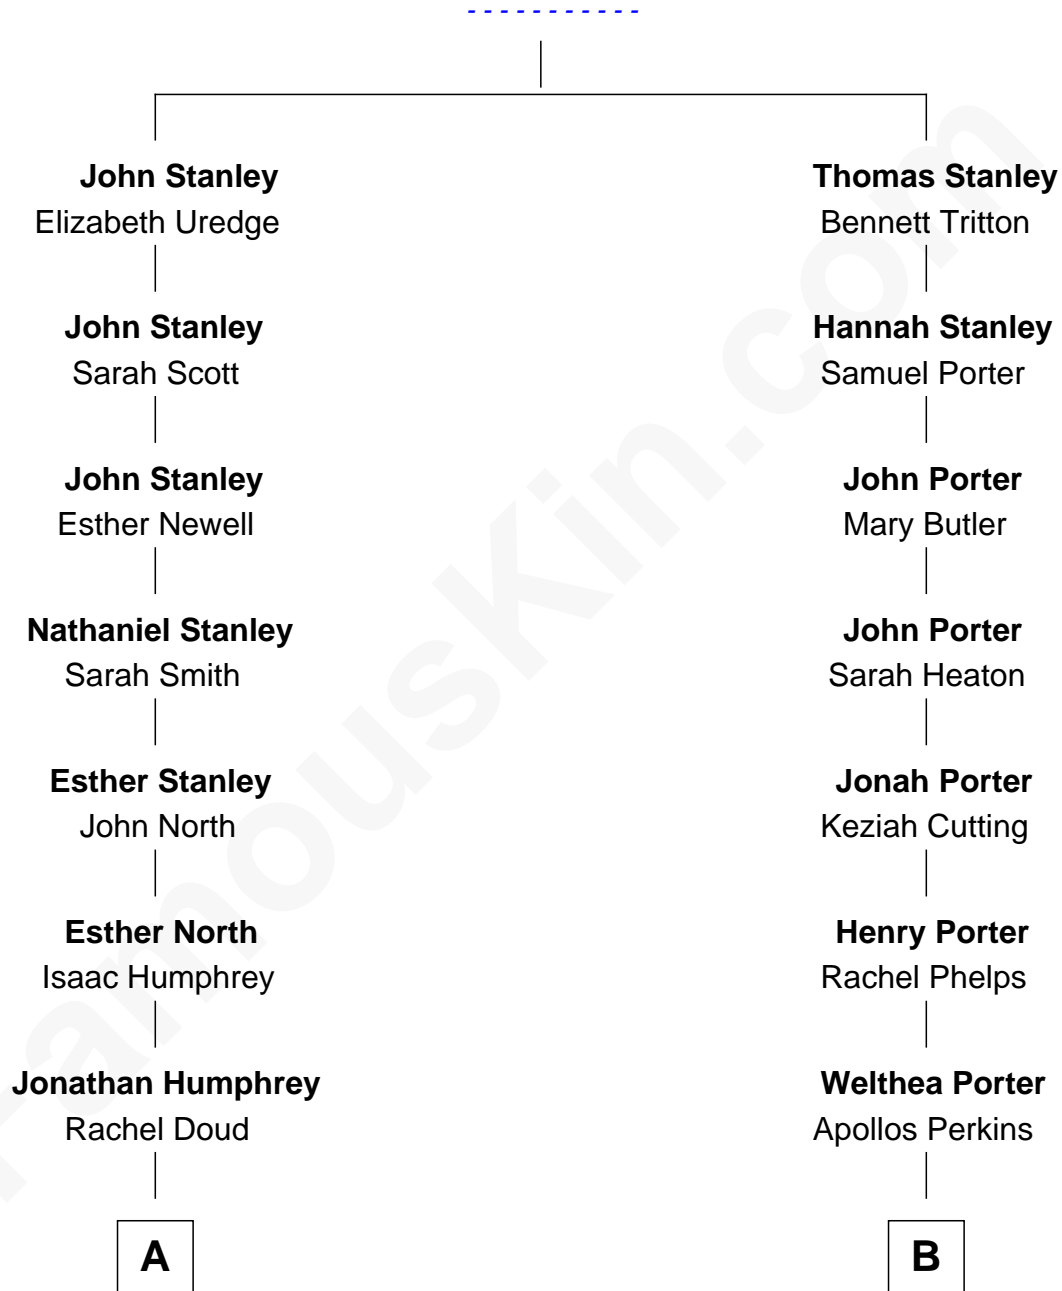 - - - - - - - - - - -
John Stanley
Elizabeth Uredge
Thomas Stanley
Bennett Tritton
John Stanley
Sarah Scott
Hannah Stanley
Samuel Porter
John Stanley
Esther Newell
John Porter
Mary Butler
Nathaniel Stanley
Sarah Smith
John Porter
Sarah Heaton
Esther Stanley
John North
Jonah Porter
Keziah Cutting
Esther North
Isaac Humphrey
Henry Porter
Rachel Phelps
Jonathan Humphrey
Rachel Doud
Welthea Porter
Apollos Perkins
A
B
FamousKin.com